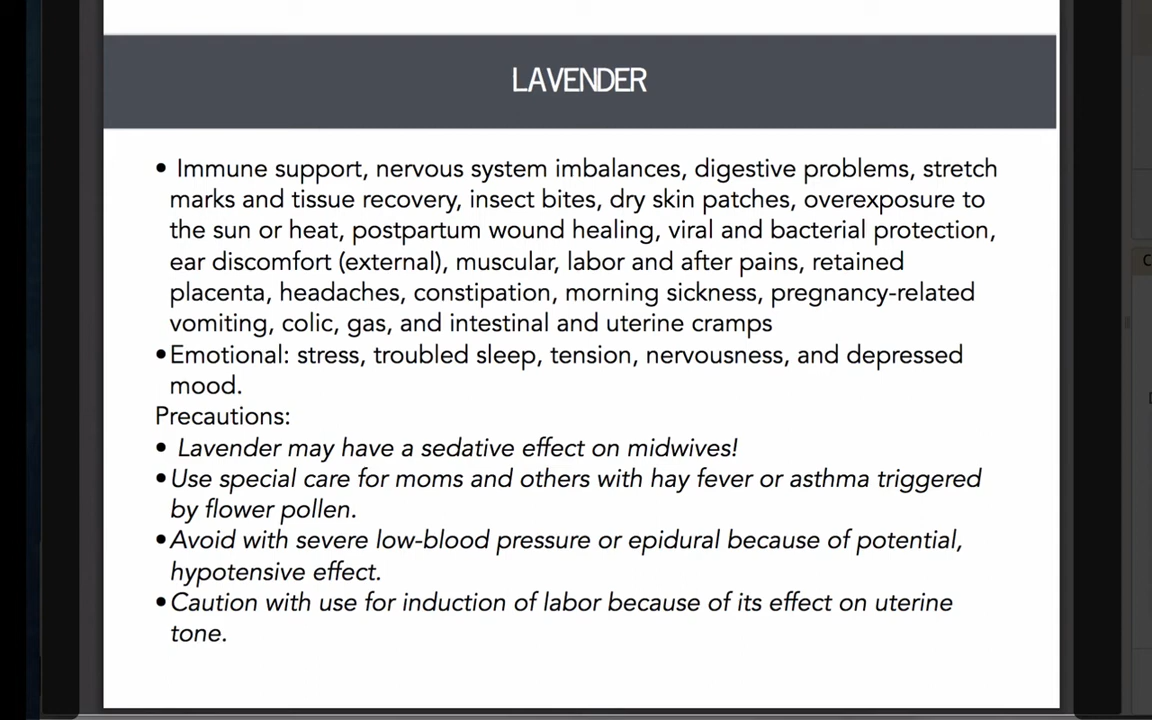 LAVENDER
• Immune support, nervous system imbalances, digestive problems, stretch
marks and tissue recovery, insect bites, dry skin patches, overexposure to
the sun or heat, postpartum wound healing, viral and bacterial protection,
ear discomfort (external), muscular, labor and after pains, retained
placenta, headaches, constipation, morning sickness, pregnancy-related
vomiting, colic, gas, and intestinal and uterine cramps
•Emotional: stress, troubled sleep, tension, nervousness, and depressed
mood.
Precautions:
• Lavender may have a sedative effect on midwives!
•Use special care for moms and others with hay fever or asthma triggered
by flower pollen.
•Avoid with severe low-blood pressure or epidural because of potential,
hypotensive effect.
•Caution with use for induction of labor because of its effect on uterine
tone.